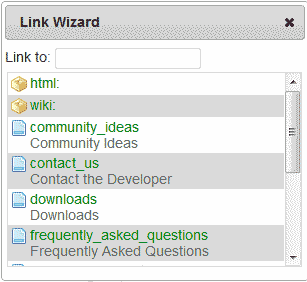 Link Wizard
Link to:
html:
wiki:
community_ideas
Community Ideas
contact_us
Contact the Developer
downloads
Downloads
frequently_asked_questions
Frequently Asked Questions